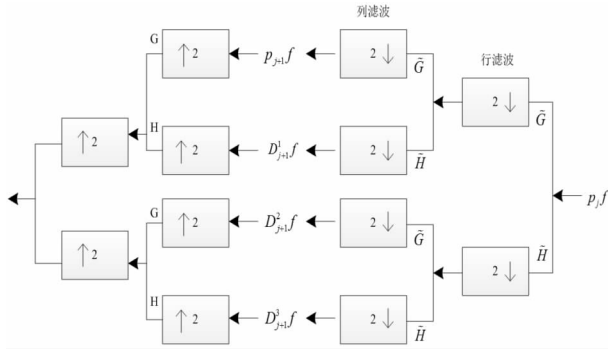 列滤波
行滤波
G
↑ 2
p_{j+1}f
2 ↓
G̃
2 ↓
G̃
H
↑ 2
↑ 2
D^1_{j+1}f
2 ↓
H̃
p_jf
G
↑ 2
D^2_{j+1}f
2 ↓
G̃
↑ 2
2 ↓
H̃
H
↑ 2
D^3_{j+1}f
2 ↓
H̃